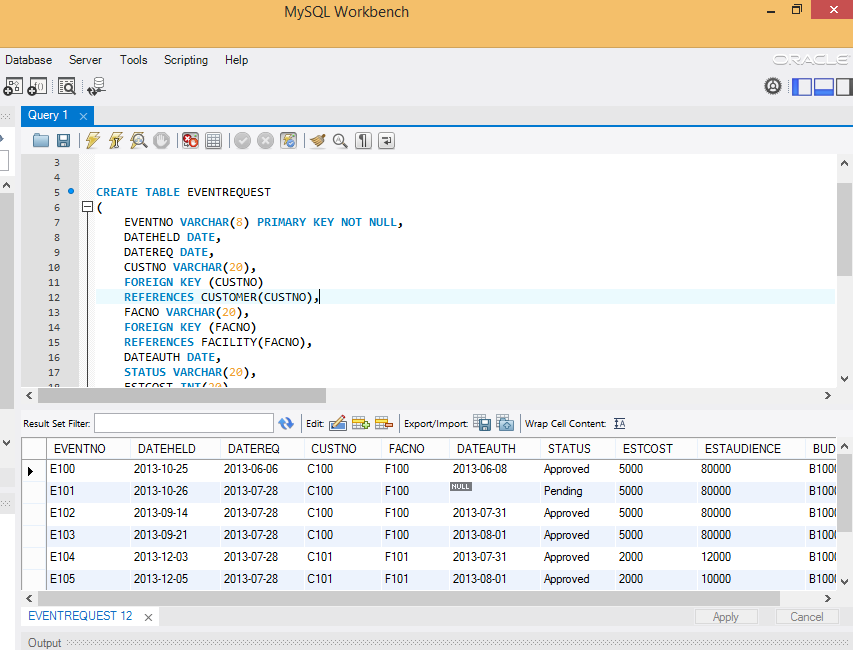 MySQL Workbench
Database Server Tools Scripting Help
ORACLE
Query 1
3
4
5 CREATE TABLE EVENTREQUEST
6 (
7 EVENTNO VARCHAR(8) PRIMARY KEY NOT NULL,
8 DATEHELD DATE,
9 DATEREQ DATE,
10 CUSTNO VARCHAR(20),
11 FOREIGN KEY (CUSTNO)
12 REFERENCES CUSTOMER(CUSTNO),
13 FACNO VARCHAR(20),
14 FOREIGN KEY (FACNO)
15 REFERENCES FACILITY(FACNO),
16 DATEAUTH DATE,
17 STATUS VARCHAR(20),
18 ESTCOST INT(20)
Result Set Filter: Edit: Export/Import: Wrap Cell Content: IA
EVENTNO DATEHELD DATEREQ CUSTNO FACNO DATEAUTH STATUS ESTCOST ESTAUDIENCE BUD
E100 2013-10-25 2013-06-06 C100 F100 2013-06-08 Approved 5000 80000 B100
E101 2013-10-26 2013-07-28 C100 F100 NULL Pending 5000 80000 B100
E102 2013-09-14 2013-07-28 C100 F100 2013-07-31 Approved 5000 80000 B100
E103 2013-09-21 2013-07-28 C100 F100 2013-08-01 Approved 5000 80000 B100
E104 2013-12-03 2013-07-28 C101 F101 2013-07-31 Approved 2000 12000 B100
E105 2013-12-05 2013-07-28 C101 F101 2013-08-01 Approved 2000 10000 B100
EVENTREQUEST 12 Apply Cancel
Output